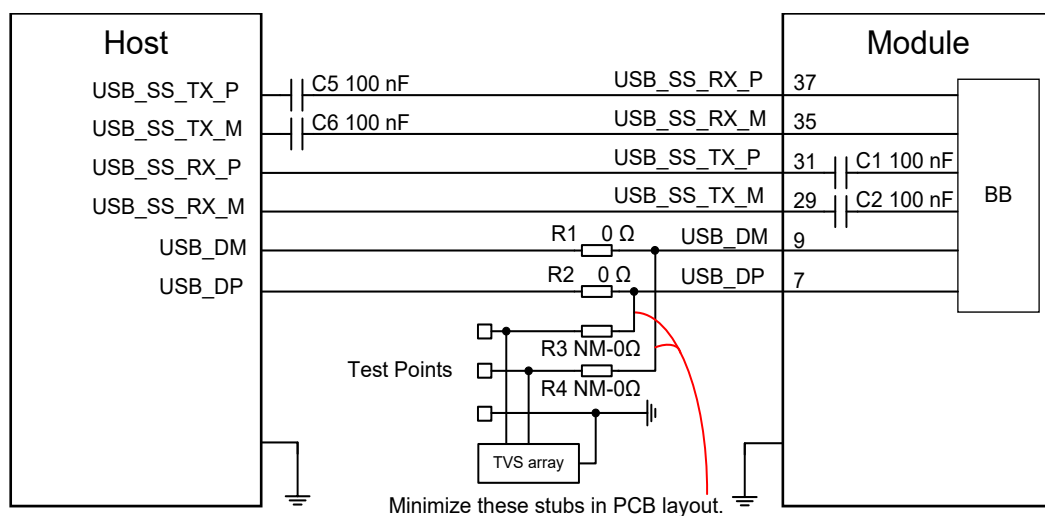 Host
Module
USB_SS_TX_P
C5 100 nF
USB_SS_RX_P
37
USB_SS_TX_M
C6 100 nF
USB_SS_RX_M
35
USB_SS_RX_P
USB_SS_TX_P
31
C1 100 nF
USB_SS_RX_M
USB_SS_TX_M
29
C2 100 nF
BB
USB_DM
R1 0 Ω
USB_DM
9
USB_DP
R2 0 Ω
USB_DP
7
R3 NM-0Ω
Test Points
R4 NM-0Ω
TVS array
Minimize these stubs in PCB layout.